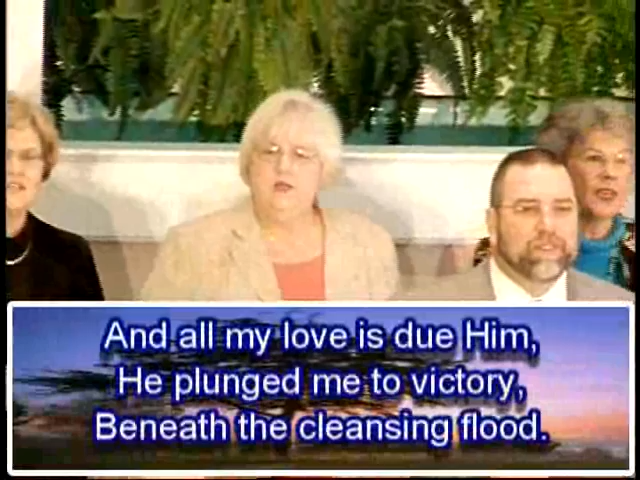 And all my love is due Him,
He plunged me to victory,
Beneath the cleansing flood.